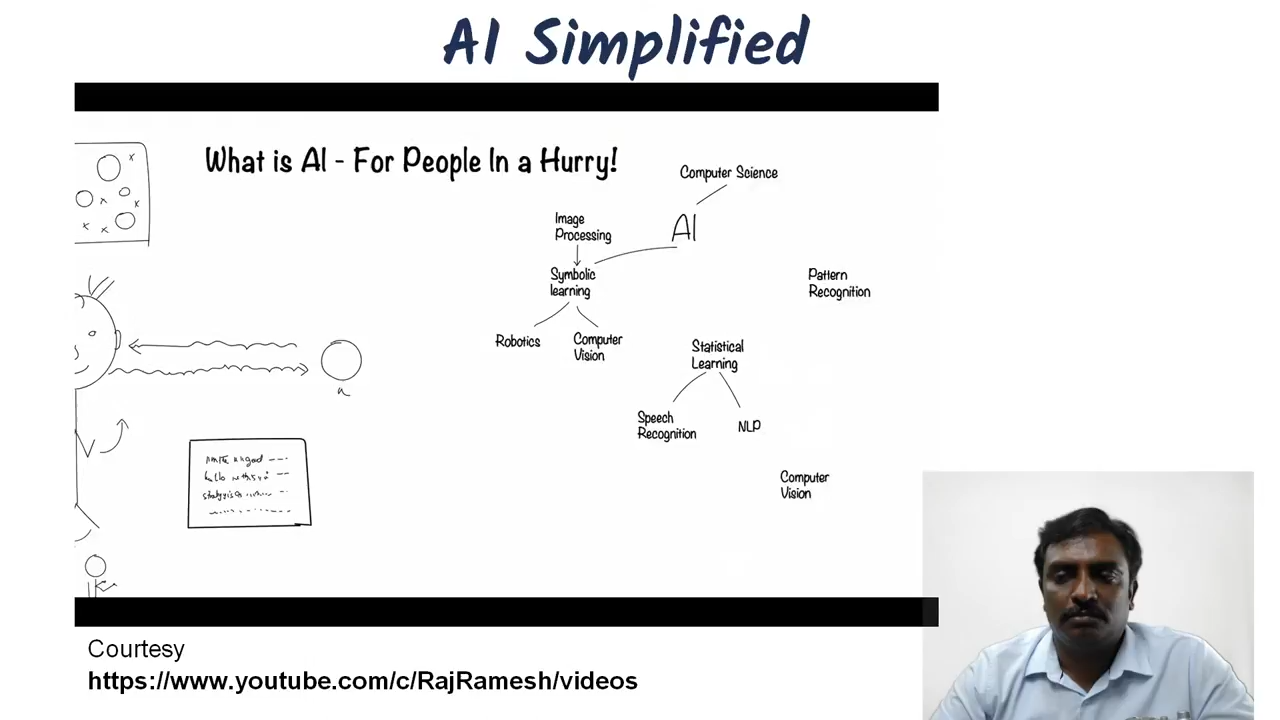 AI Simplified
What is AI - For People In a Hurry!
Computer Science
AI
Image
Processing
Symbolic
learning
Pattern
Recognition
Robotics
Computer
Vision
Statistical
Learning
Speech
Recognition
NLP
Computer
Vision
Courtesy
https://www.youtube.com/c/RajRamesh/videos